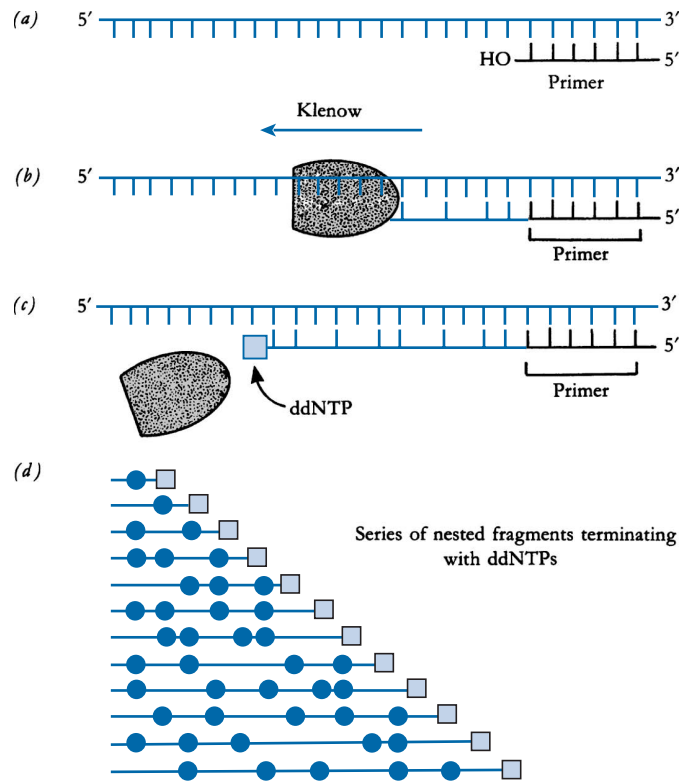 (a) 5′ 3′
HO 5′
Primer
Klenow
(b) 5′ 3′
5′
Primer
(c) 5′ 3′
5′
Primer
ddNTP
(d)
Series of nested fragments terminating
with ddNTPs